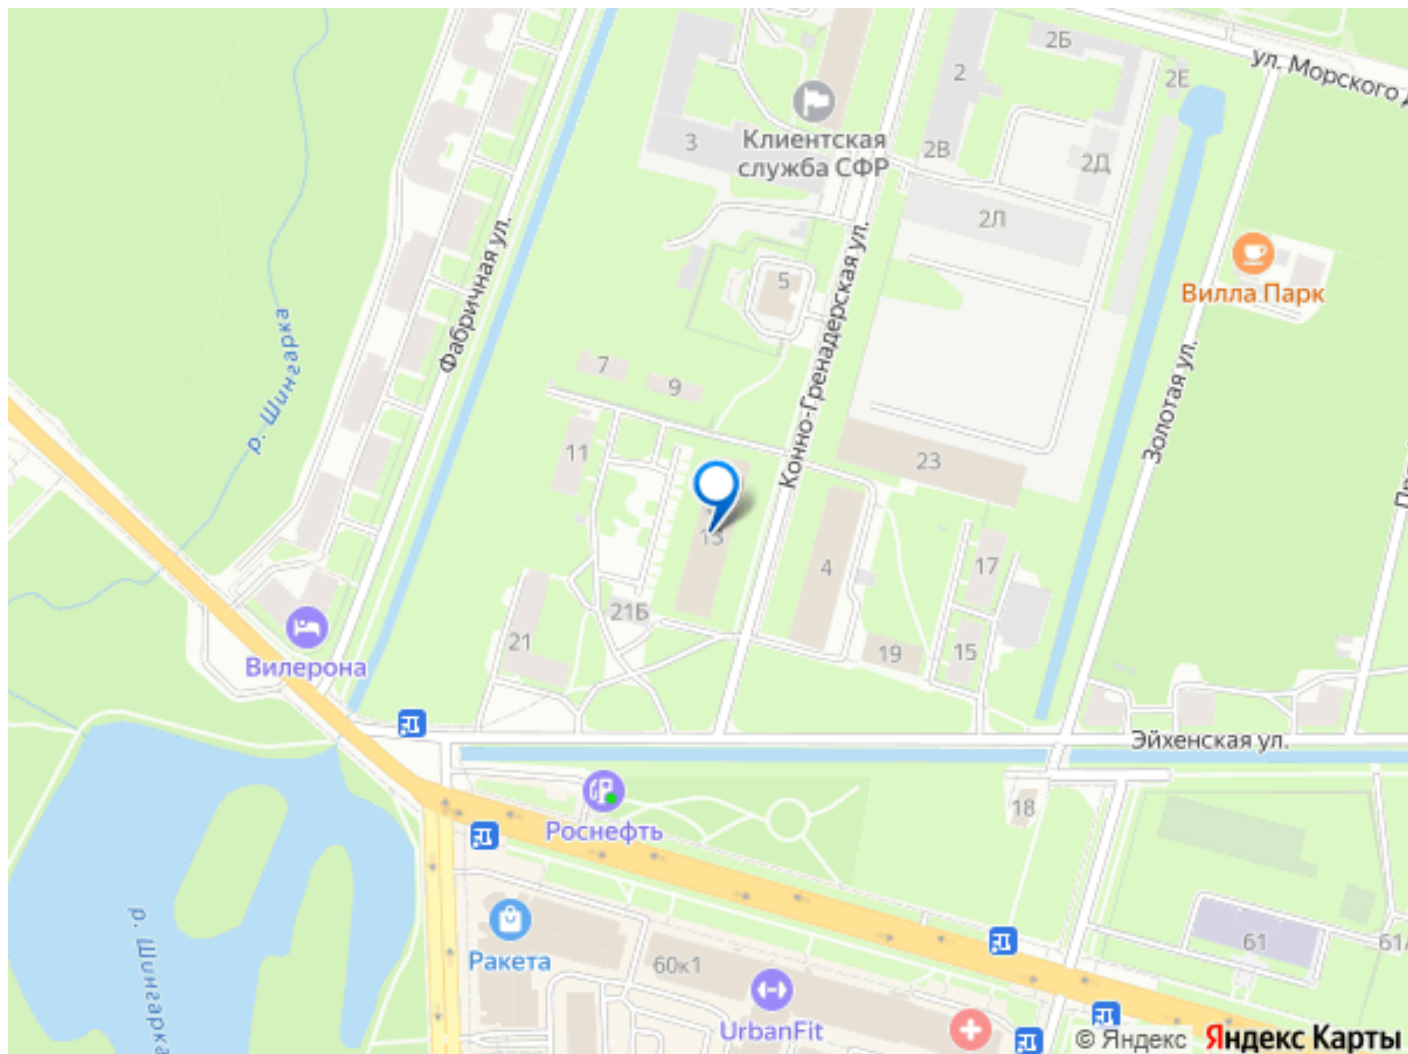 2Б
ул. Морского
2
2Е
3
Клиентская
служба СФР
2В
2Д
2Л
Фабричная ул.
Конно-Гренадерская ул.
5
Вилла Парк
р. Шингарка
Золотая ул.
7
9
11
23
13
4
17
21Б
21
19
15
Вилерона
Эйхенская ул.
Роснефть
18
р. Шингарка
Ракета
60к1
61
61А
UrbanFit
© Яндекс Яндекс Карты